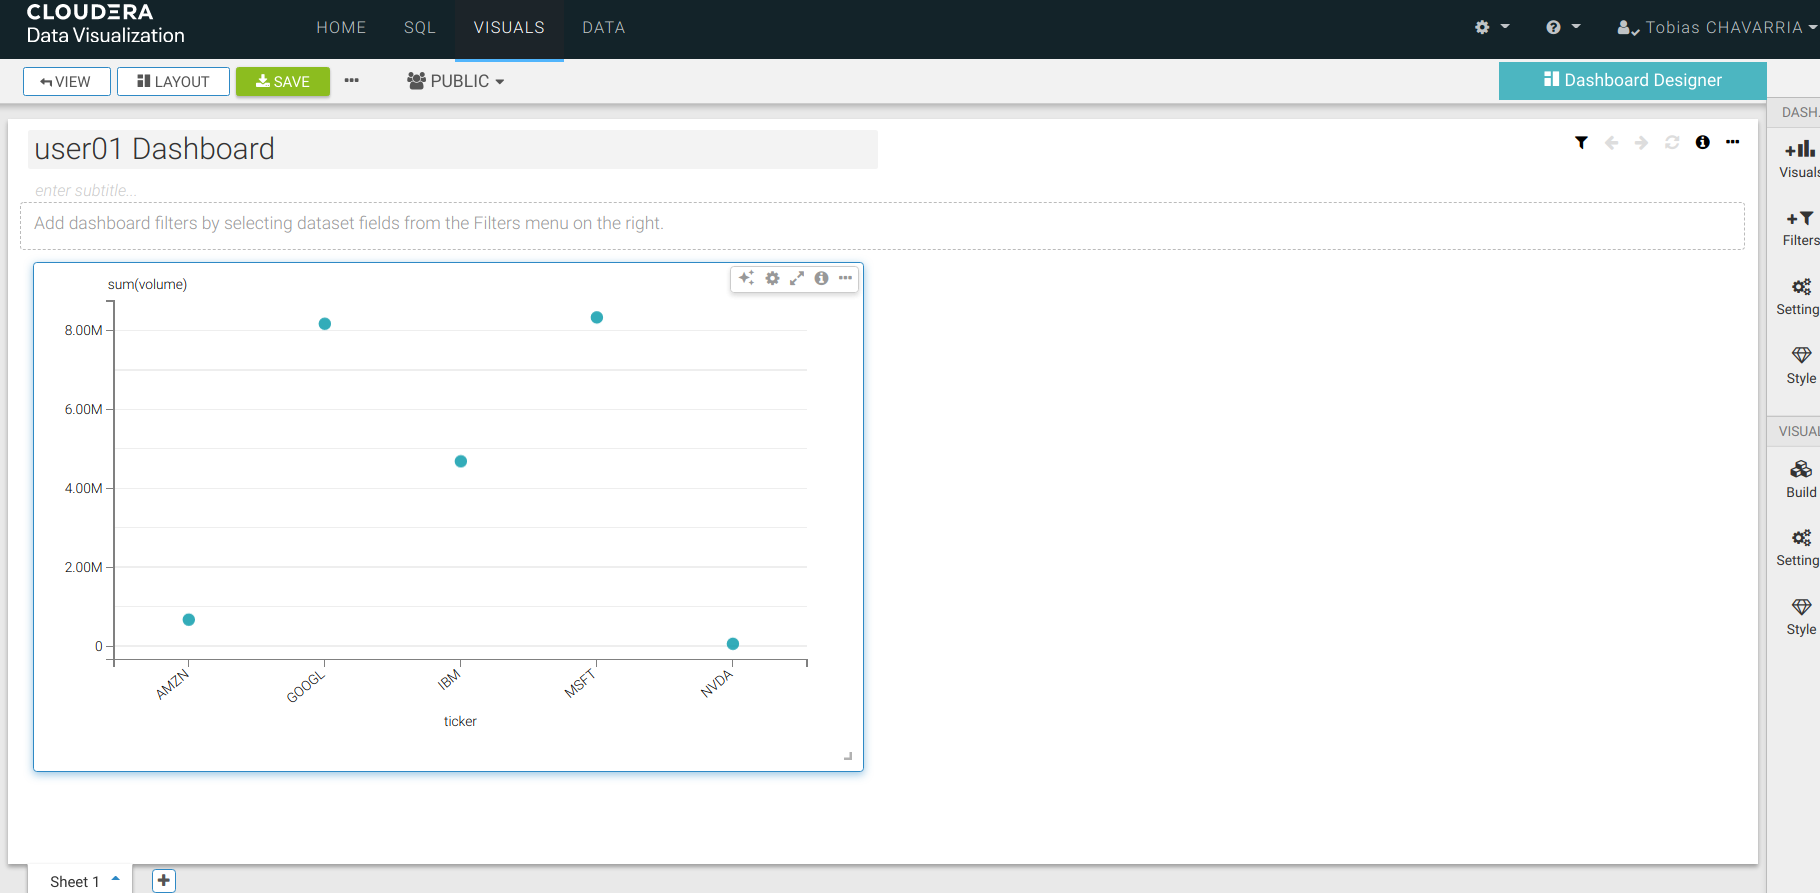 CLOUDERA
Data Visualization
HOME SQL VISUALS DATA
Tobias CHAVARRIA
VIEW LAYOUT SAVE PUBLIC
Dashboard Designer
DASH.
user01 Dashboard
enter subtitle...
Add dashboard filters by selecting dataset fields from the Filters menu on the right.
Visuals
Filters
Setting
Style
VISUAL
Build
Setting
Style
sum(volume)
8.00M
6.00M
4.00M
2.00M
0
AMZN GOOGL IBM MSFT NVDA
ticker
Sheet 1